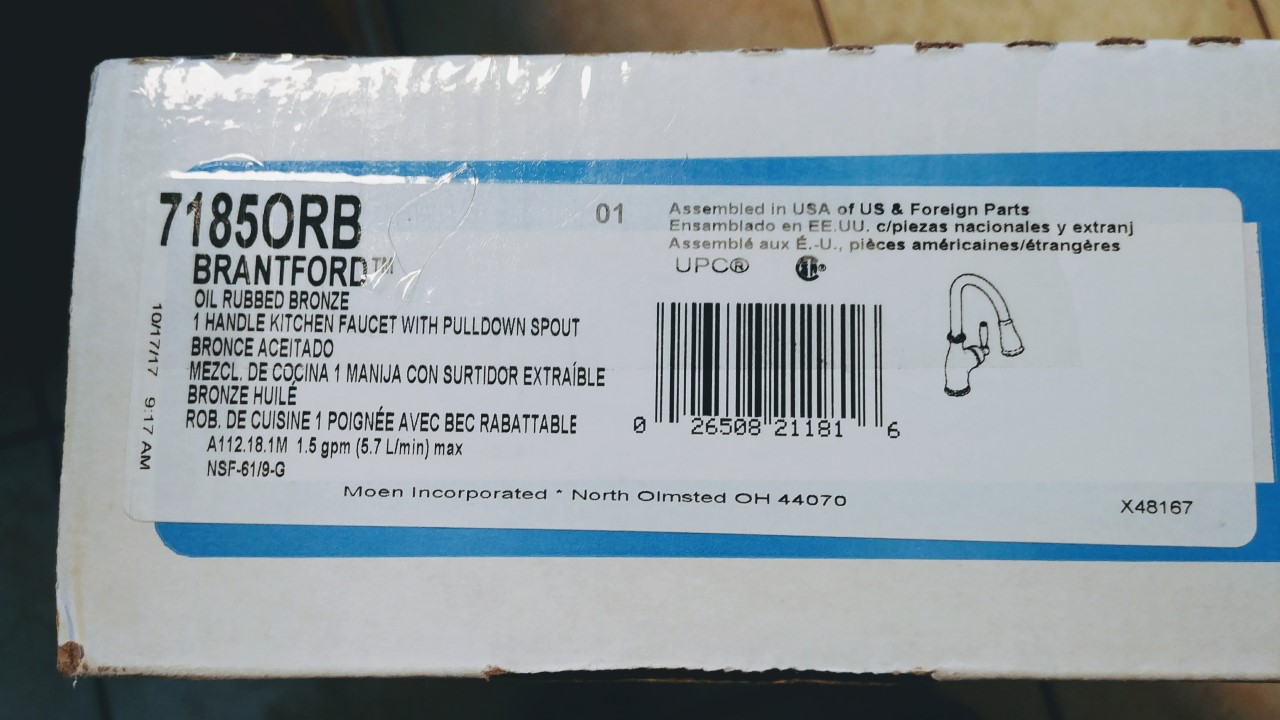 7185ORB
BRANTFORD™
OIL RUBBED BRONZE
1 HANDLE KITCHEN FAUCET WITH PULLDOWN SPOUT
BRONCE ACEITADO
MEZCL. DE COCINA 1 MANIJA CON SURTIDOR EXTRAÍBLE
BRONZE HUILÉ
ROB. DE CUISINE 1 POIGNÉE AVEC BEC RABATTABLE
A112.18.1M 1.5 gpm (5.7 L/min) max
NSF-61/9-G
10/17/17 9:17 AM
01
Assembled in USA of US & Foreign Parts
Ensamblado en EE.UU. c/piezas nacionales y extranj
Assemblé aux É.-U., pièces américaines/étrangères
UPC®
0 26508 21181 6
Moen Incorporated * North Olmsted OH 44070
X48167